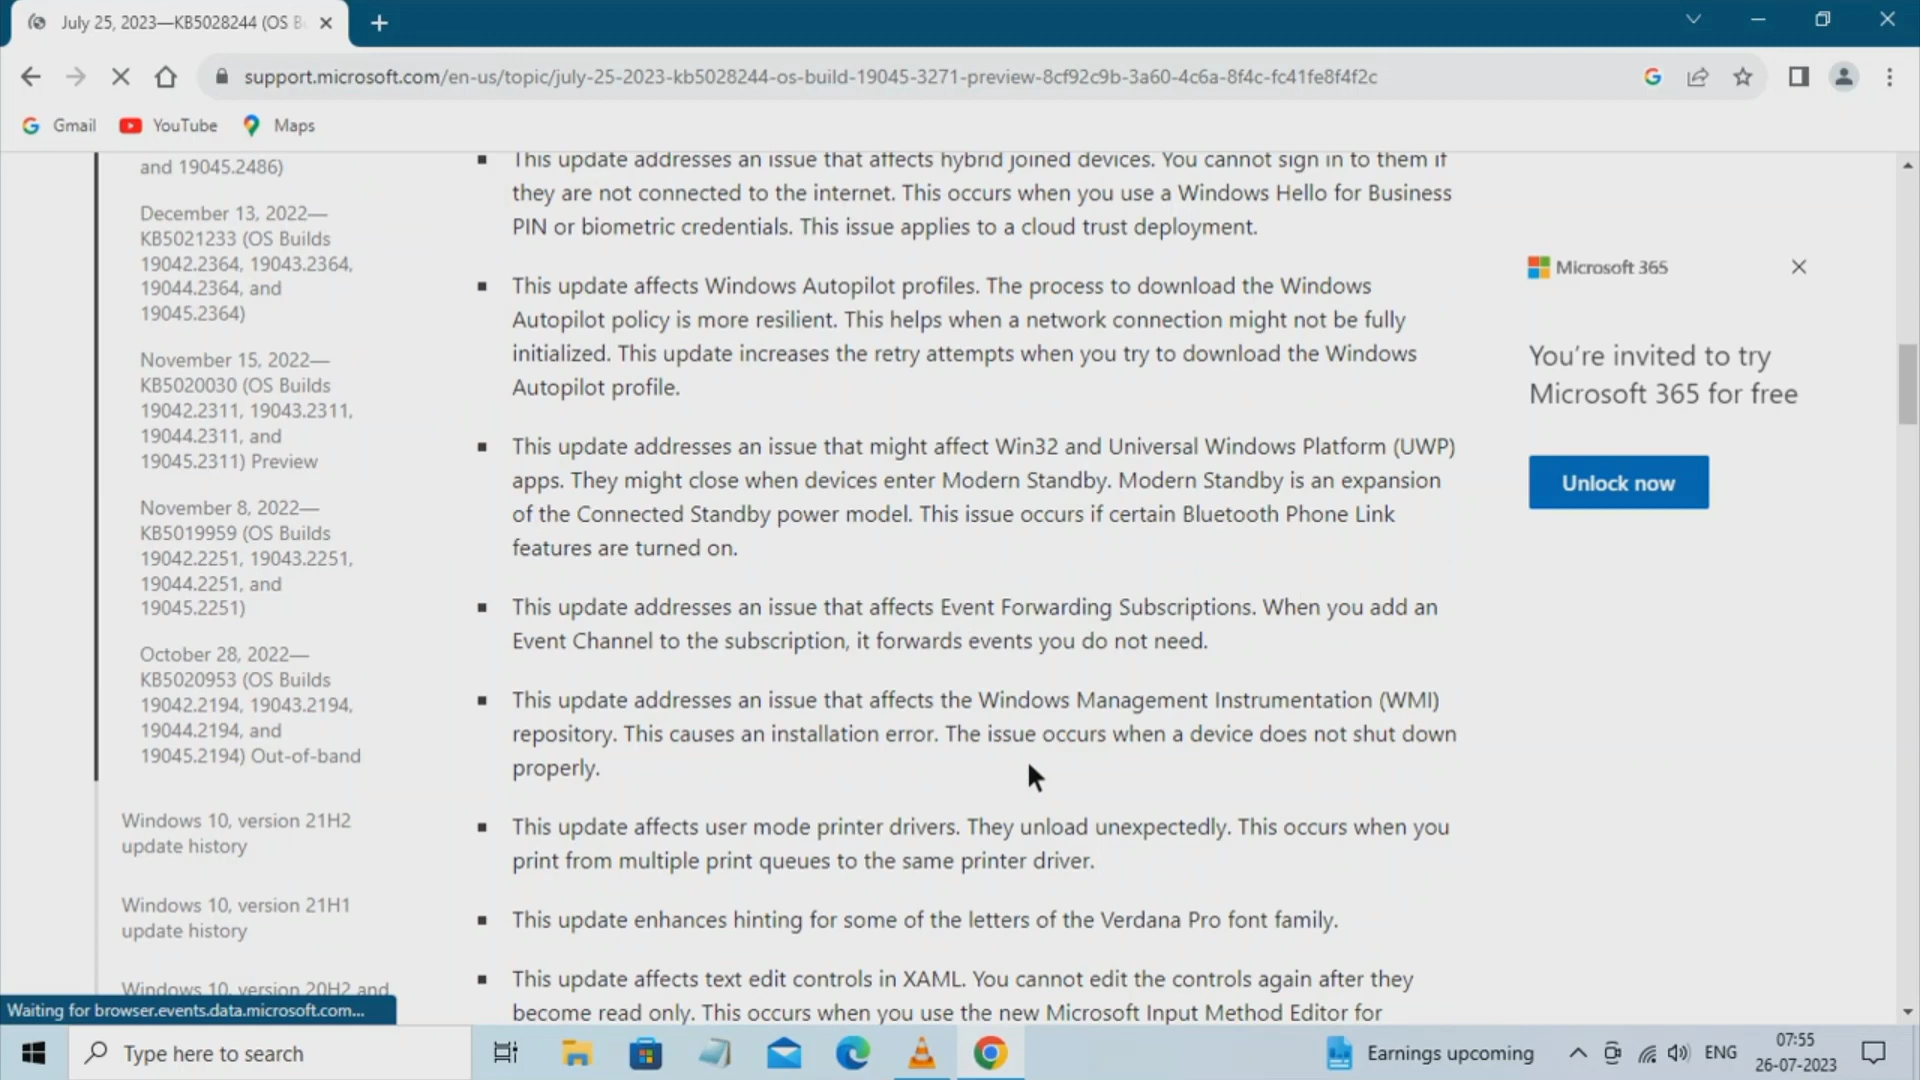 July 25, 2023—KB5028244 (OS B
support.microsoft.com/en-us/topic/july-25-2023-kb5028244-os-build-19045-3271-preview-8cf92c9b-3a60-4c6a-8f4c-fc41fe8f4f2c
Gmail
YouTube
Maps
and 19045.2486)
December 13, 2022—
KB5021233 (OS Builds
19042.2364, 19043.2364,
19044.2364, and
19045.2364)
November 15, 2022—
KB5020030 (OS Builds
19042.2311, 19043.2311,
19044.2311, and
19045.2311) Preview
November 8, 2022—
KB5019959 (OS Builds
19042.2251, 19043.2251,
19044.2251, and
19045.2251)
October 28, 2022—
KB5020953 (OS Builds
19042.2194, 19043.2194,
19044.2194, and
19045.2194) Out-of-band
Windows 10, version 21H2
update history
Windows 10, version 21H1
update history
Windows 10, version 20H2 and
This update addresses an issue that affects hybrid joined devices. You cannot sign in to them if
they are not connected to the internet. This occurs when you use a Windows Hello for Business
PIN or biometric credentials. This issue applies to a cloud trust deployment.
This update affects Windows Autopilot profiles. The process to download the Windows
Autopilot policy is more resilient. This helps when a network connection might not be fully
initialized. This update increases the retry attempts when you try to download the Windows
Autopilot profile.
This update addresses an issue that might affect Win32 and Universal Windows Platform (UWP)
apps. They might close when devices enter Modern Standby. Modern Standby is an expansion
of the Connected Standby power model. This issue occurs if certain Bluetooth Phone Link
features are turned on.
This update addresses an issue that affects Event Forwarding Subscriptions. When you add an
Event Channel to the subscription, it forwards events you do not need.
This update addresses an issue that affects the Windows Management Instrumentation (WMI)
repository. This causes an installation error. The issue occurs when a device does not shut down
properly.
This update affects user mode printer drivers. They unload unexpectedly. This occurs when you
print from multiple print queues to the same printer driver.
This update enhances hinting for some of the letters of the Verdana Pro font family.
This update affects text edit controls in XAML. You cannot edit the controls again after they
become read only. This occurs when you use the new Microsoft Input Method Editor for
Microsoft 365
You're invited to try
Microsoft 365 for free
Unlock now
Waiting for browser.events.data.microsoft.com...
Type here to search
Earnings upcoming
ENG
07:55
26-07-2023